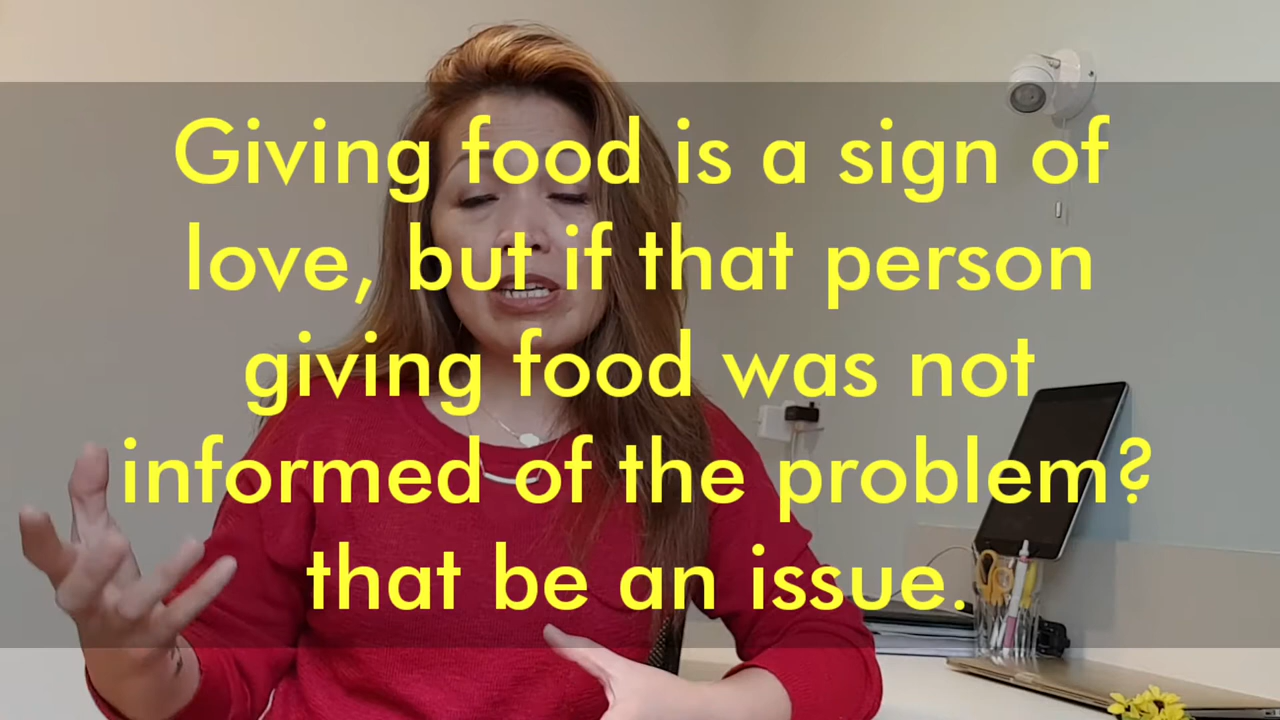 Giving food is a sign of
love, but if that person
giving food was not
informed of the problem?
that be an issue.